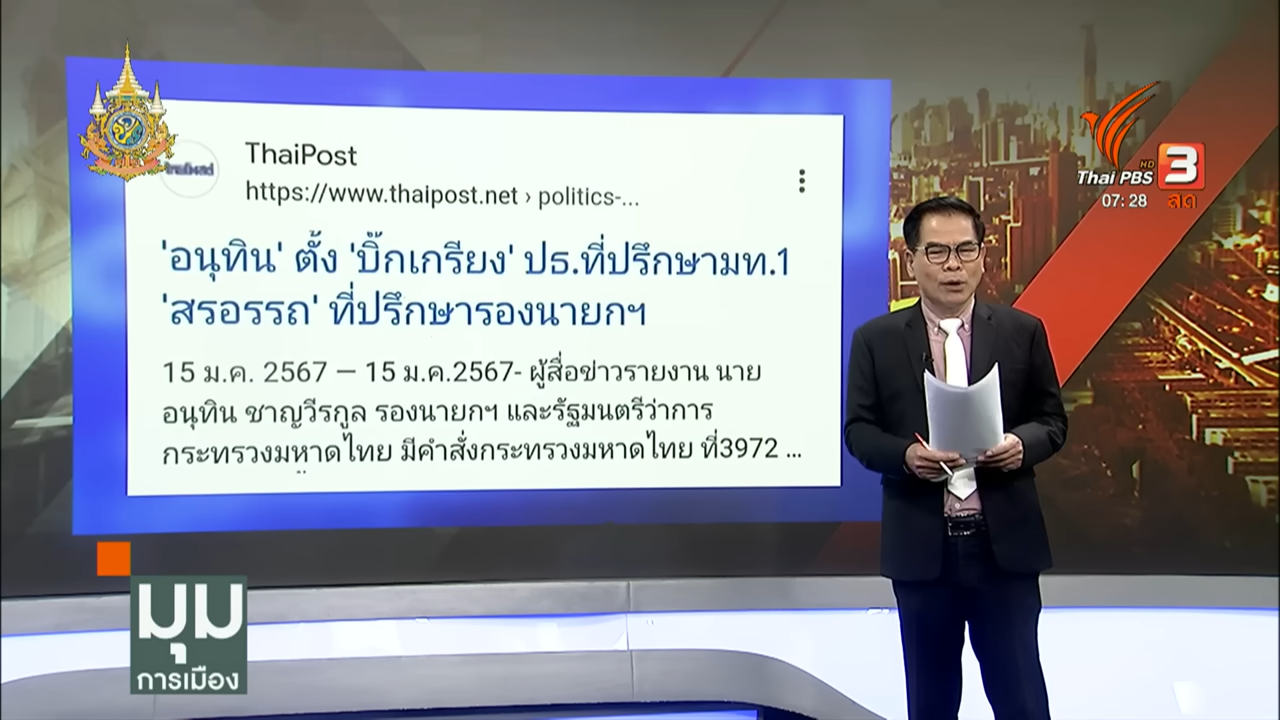 ThaiPost
ไทยโพสต์
https://www.thaipost.net › politics-...
'อนุทิน' ตั้ง 'บิ๊กเกรียง' ปธ.ที่ปรึกษามท.1
'สรอรรถ' ที่ปรึกษารองนายกฯ
15 ม.ค. 2567 — 15 ม.ค.2567- ผู้สื่อข่าวรายงาน นาย
อนุทิน ชาญวีรกูล รองนายกฯ และรัฐมนตรีว่าการ
กระทรวงมหาดไทย มีคำสั่งกระทรวงมหาดไทย ที่3972 ...
HD
Thai PBS 3
07:28 สด
มุม
การเมือง